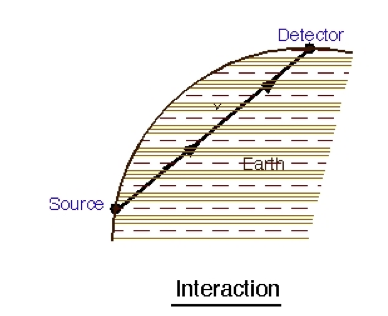 Detector
ν
Earth
Source
Interaction